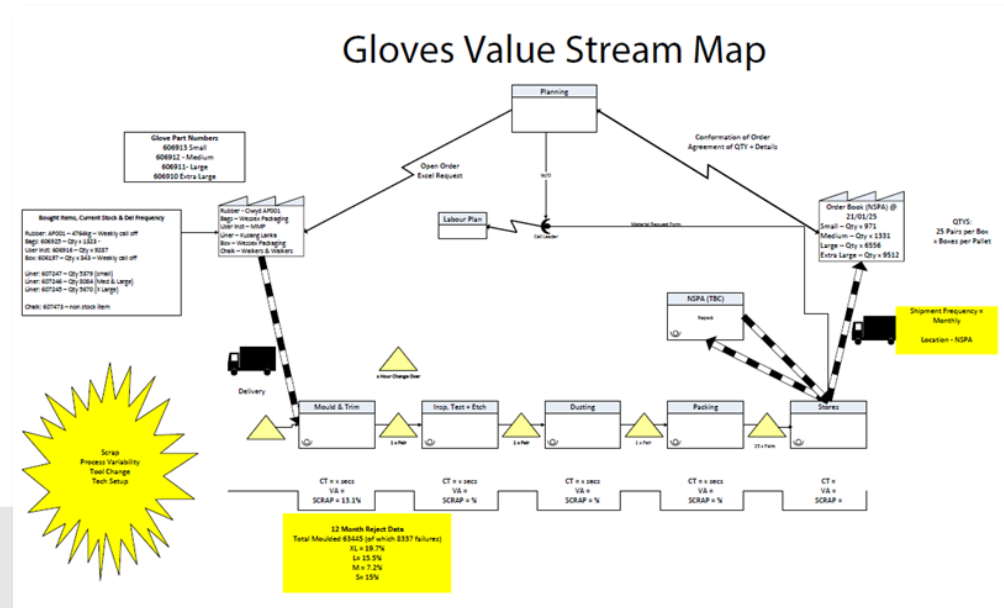 Gloves Value Stream Map
Planning
Glove Part Numbers
606913 Small
606912 - Medium
606911- Large
606910 Extra Large
Open Order
Excel Request
Conformation of Order
Agreement of QTY + Details
W/O
Bought Items, Current Stock & Del Frequency
Rubber: AP001 – 4764kg – Weekly call off
Bags: 606925 – Qty x 1323 -
User Inst: 606916 – Qty x 9287
Box: 606197 – Qty x 343 – Weekly call off
Liner: 607247 – Qty 5379 (small)
Liner: 607246 – Qty 8084 (Med & Large)
Liner: 607245 – Qty 5670 (X Large)
Chalk: 607473 – non stock item
Rubber - Clwyd AP001
Bags – Wessex Packaging
User Inst – MMP
Liner – Kusang Lanka
Box – Wessex Packaging
Chalk – Walkers & Walkers
Labour Plan
Cell Leader
Material Request Form
Order Book (NSPA) @
21/01/25
Small – Qty x 971
Medium – Qty x 1331
Large – Qty x 6556
Extra Large – Qty x 9512
QTYS:
25 Pairs per Box
x Boxes per Pallet
NSPA (TBC)
Repack
Shipment Frequency =
Monthly
Location - NSPA
x Hour Change Over
Delivery
Mould & Trim
Insp, Test + Etch
Dusting
Packing
Stores
1 x Pair
1 x Pair
1 x Pair
25 x Pairs
Scrap
Process Variability
Tool Change
Tech Setup
CT = x secs
VA =
SCRAP = 13.1%
CT = x secs
VA =
SCRAP = %
CT = x secs
VA =
SCRAP = %
CT = x secs
VA =
SCRAP = %
CT =
VA =
SCRAP =
12 Month Reject Data
Total Moulded 63445 (of which 8337 failures)
XL = 19.7%
L= 15.5%
M = 7.2%
S= 15%